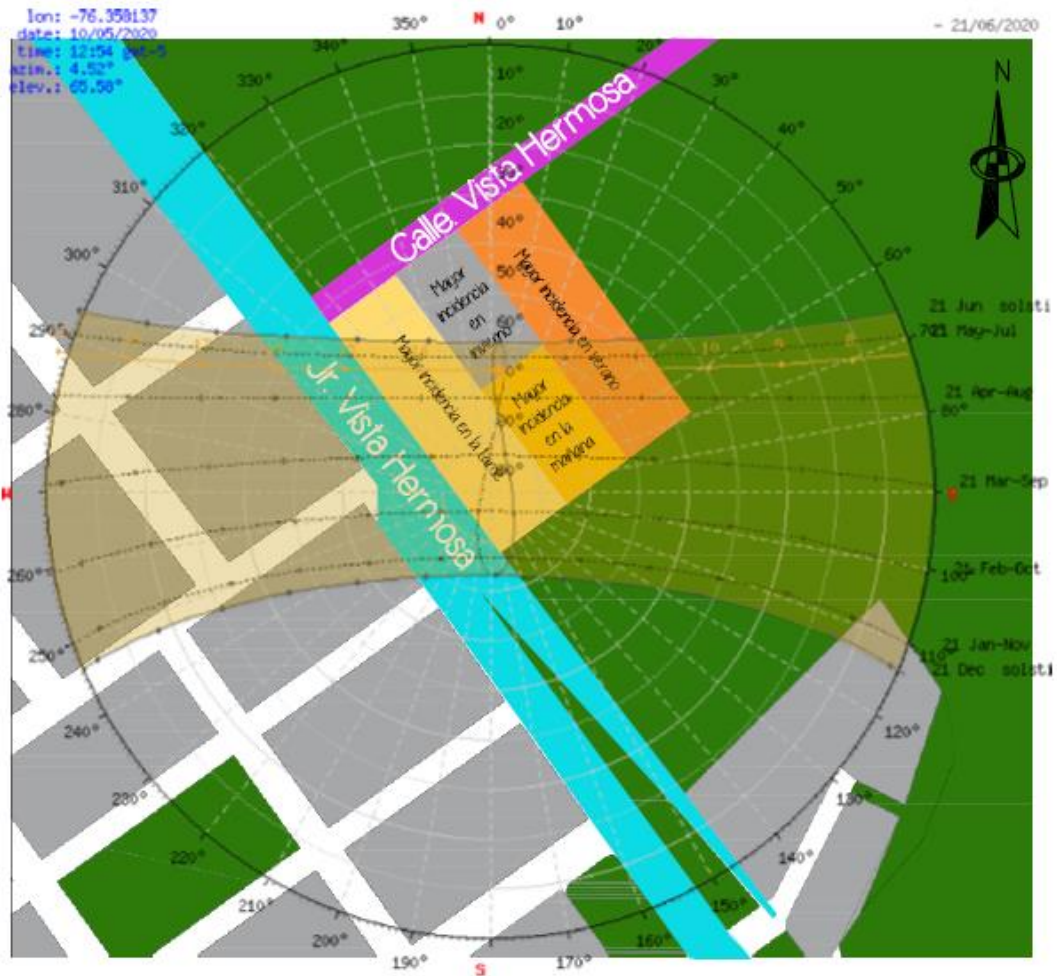 lon: -76.358137
date: 10/05/2020
time: 12:54 gmt-5
azim.: 4.52°
elev.: 65.58°
- 21/06/2020
N
N
350°
0°
10°
20°
30°
40°
50°
60°
80°
100°
110°
120°
130°
140°
150°
160°
170°
S
190°
200°
210°
220°
230°
240°
250°
260°
W
280°
290°
300°
310°
320°
330°
340°
10°
20°
40°
50°
60°
21 Jun solsti
21 May-Jul
21 Apr-Aug
21 Mar-Sep
21 Feb-Oct
21 Jan-Nov
21 Dec solsti
Calle. Vista Hermosa
Jr. Vista Hermosa
Mayor
incidencia
en
Mayor incidencia en verano
Mayor incidencia en la tarde
Mayor
incidencia
en la
mañana